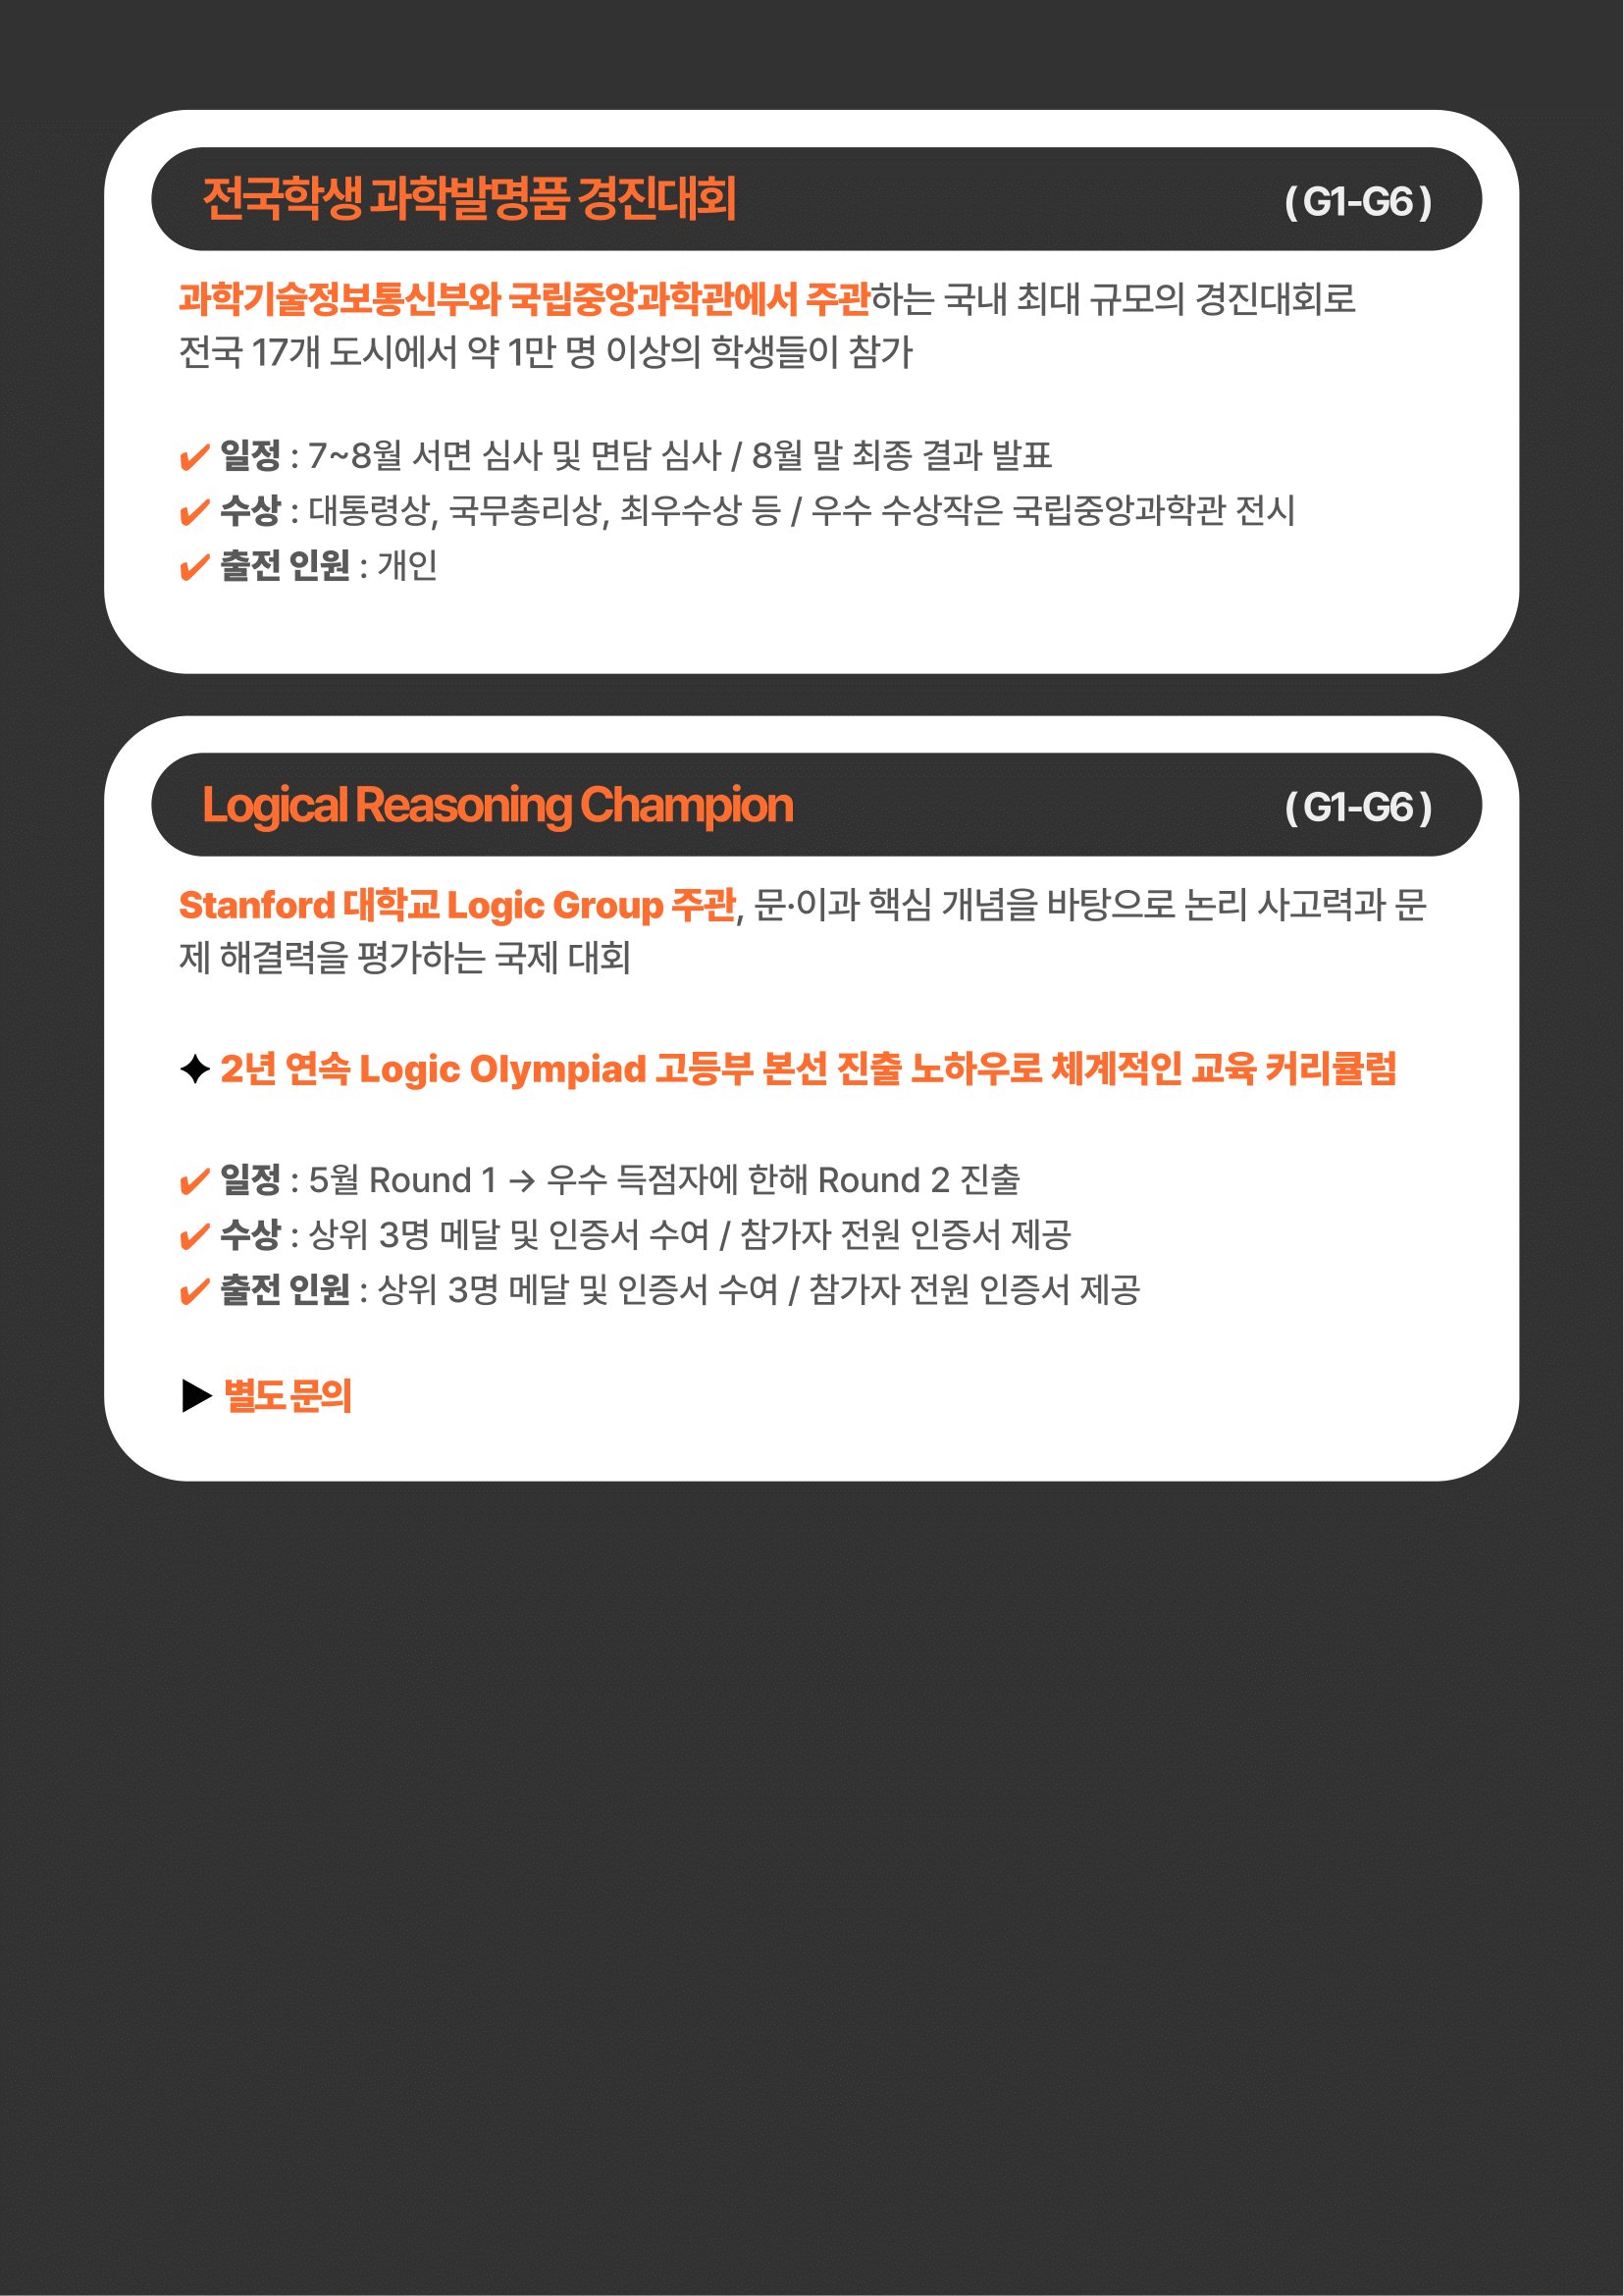 전국학생 과학발명품 경진대회
( G1-G6 )
과학기술정보통신부와 국립중앙과학관에서 주관하는 국내 최대 규모의 경진대회로
전국 17개 도시에서 약 1만 명 이상의 학생들이 참가
✔ 일정 : 7~8월 서면 심사 및 면담 심사 / 8월 말 최종 결과 발표
✔ 수상 : 대통령상, 국무총리상, 최우수상 등 / 우수 수상작은 국립중앙과학관 전시
✔ 출전 인원 : 개인
Logical Reasoning Champion
( G1-G6 )
Stanford 대학교 Logic Group 주관, 문·이과 핵심 개념을 바탕으로 논리 사고력과 문
제 해결력을 평가하는 국제 대회
✦ 2년 연속 Logic Olympiad 고등부 본선 진출 노하우로 체계적인 교육 커리큘럼
✔ 일정 : 5월 Round 1 → 우수 득점자에 한해 Round 2 진출
✔ 수상 : 상위 3명 메달 및 인증서 수여 / 참가자 전원 인증서 제공
✔ 출전 인원 : 상위 3명 메달 및 인증서 수여 / 참가자 전원 인증서 제공
▶ 별도 문의